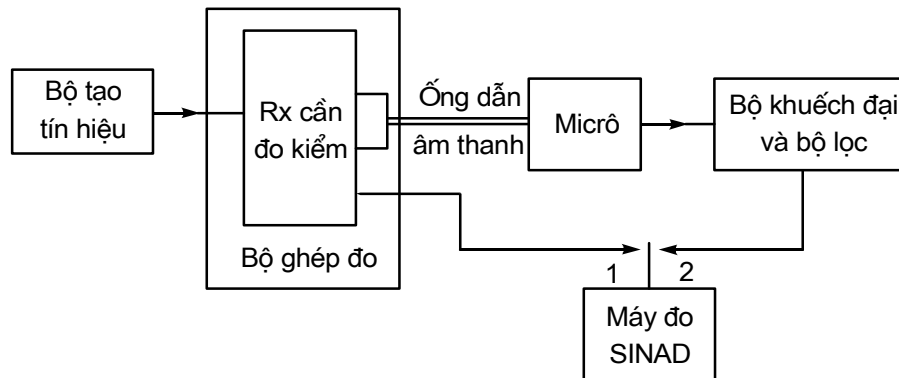 Bộ tạo
tín hiệu
Rx cần
đo kiểm
Bộ ghép đo
Ống dẫn
âm thanh
Micrô
Bộ khuếch đại
và bộ lọc
1
2
Máy đo
SINAD